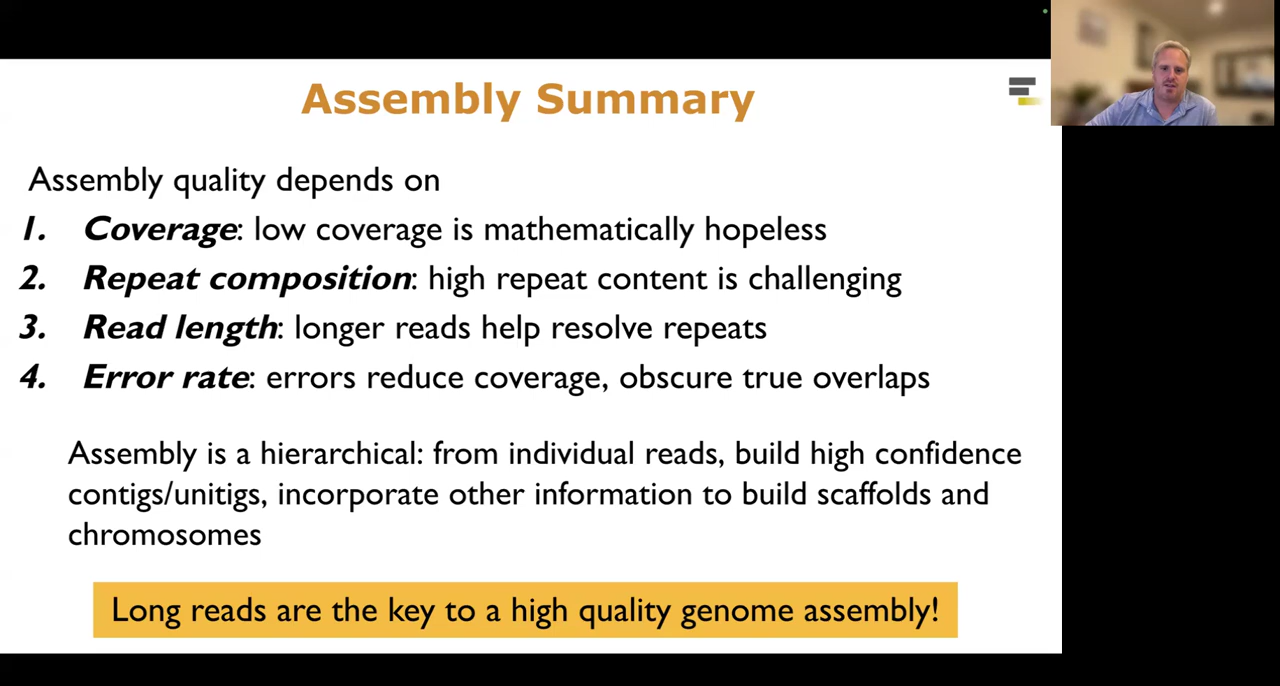 Assembly Summary
Assembly quality depends on
1. Coverage: low coverage is mathematically hopeless
2. Repeat composition: high repeat content is challenging
3. Read length: longer reads help resolve repeats
4. Error rate: errors reduce coverage, obscure true overlaps
Assembly is a hierarchical: from individual reads, build high confidence
contigs/unitigs, incorporate other information to build scaffolds and
chromosomes
Long reads are the key to a high quality genome assembly!